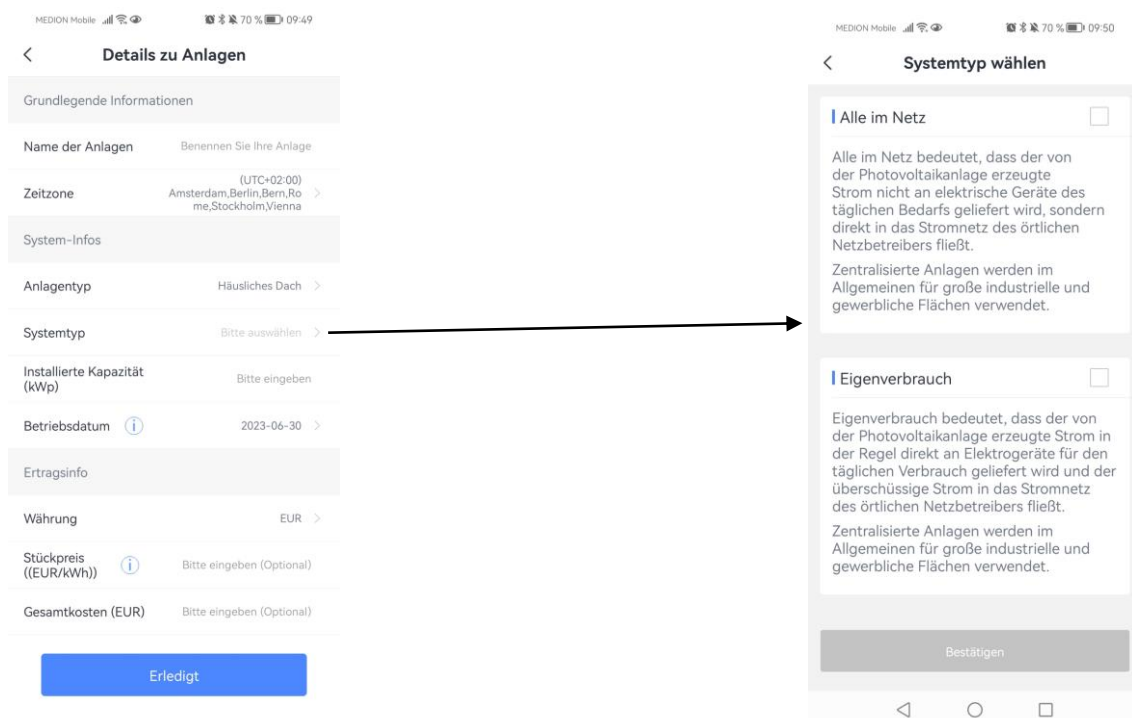 MEDION Mobile 70 % 09:49
Details zu Anlagen
Grundlegende Informationen
Name der Anlagen Benennen Sie Ihre Anlage
Zeitzone (UTC+02:00)
Amsterdam,Berlin,Bern,Ro
me,Stockholm,Vienna
System-Infos
Anlagentyp Häusliches Dach
Systemtyp Bitte auswählen
Installierte Kapazität
(kWp) Bitte eingeben
Betriebsdatum 2023-06-30
Ertragsinfo
Währung EUR
Stückpreis
((EUR/kWh)) Bitte eingeben (Optional)
Gesamtkosten (EUR) Bitte eingeben (Optional)
Erledigt
MEDION Mobile 70 % 09:50
Systemtyp wählen
Alle im Netz
Alle im Netz bedeutet, dass der von
der Photovoltaikanlage erzeugte
Strom nicht an elektrische Geräte des
täglichen Bedarfs geliefert wird, sondern
direkt in das Stromnetz des örtlichen
Netzbetreibers fließt.
Zentralisierte Anlagen werden im
Allgemeinen für große industrielle und
gewerbliche Flächen verwendet.
Eigenverbrauch
Eigenverbrauch bedeutet, dass der von
der Photovoltaikanlage erzeugte Strom in
der Regel direkt an Elektrogeräte für den
täglichen Verbrauch geliefert wird und der
überschüssige Strom in das Stromnetz
des örtlichen Netzbetreibers fließt.
Zentralisierte Anlagen werden im
Allgemeinen für große industrielle und
gewerbliche Flächen verwendet.
Bestätigen